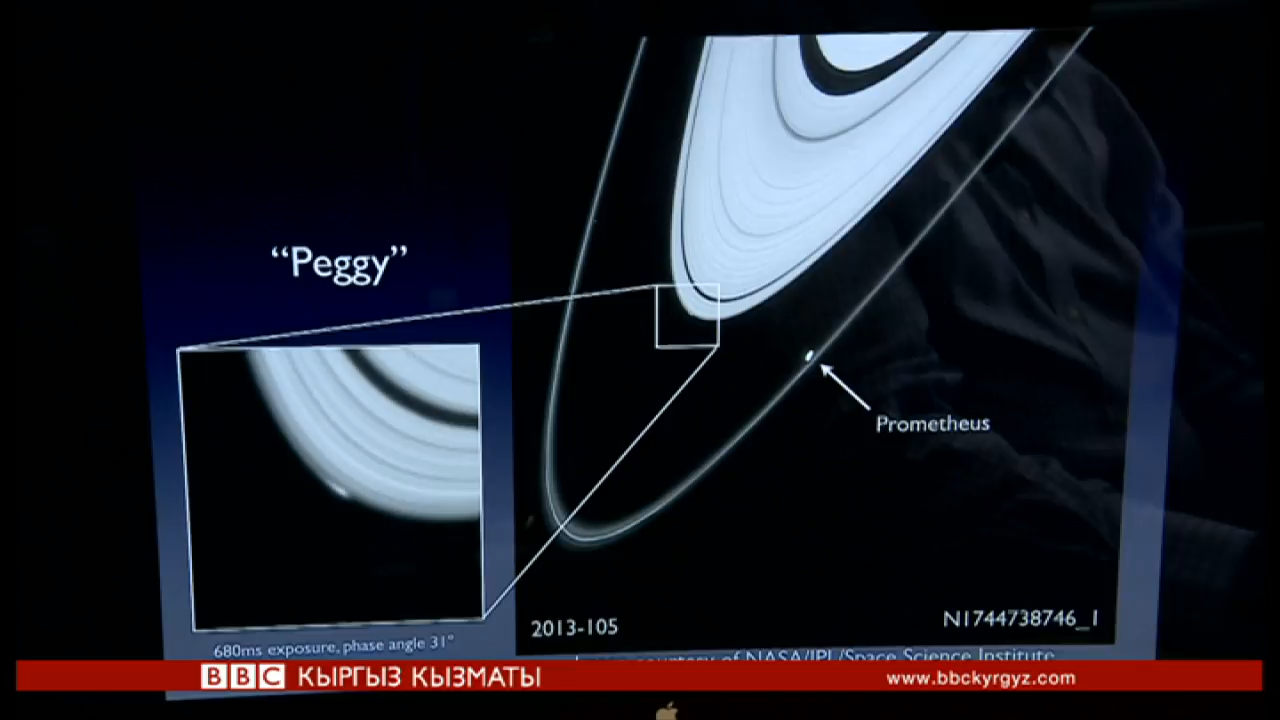 “Peggy”
Prometheus
2013-105
N1744738746_1
680ms exposure, phase angle 31°
courtesy of NASA/JPL/Space Science Institute
BBC КЫРГЫЗ КЫЗМАТЫ
www.bbckyrgyz.com